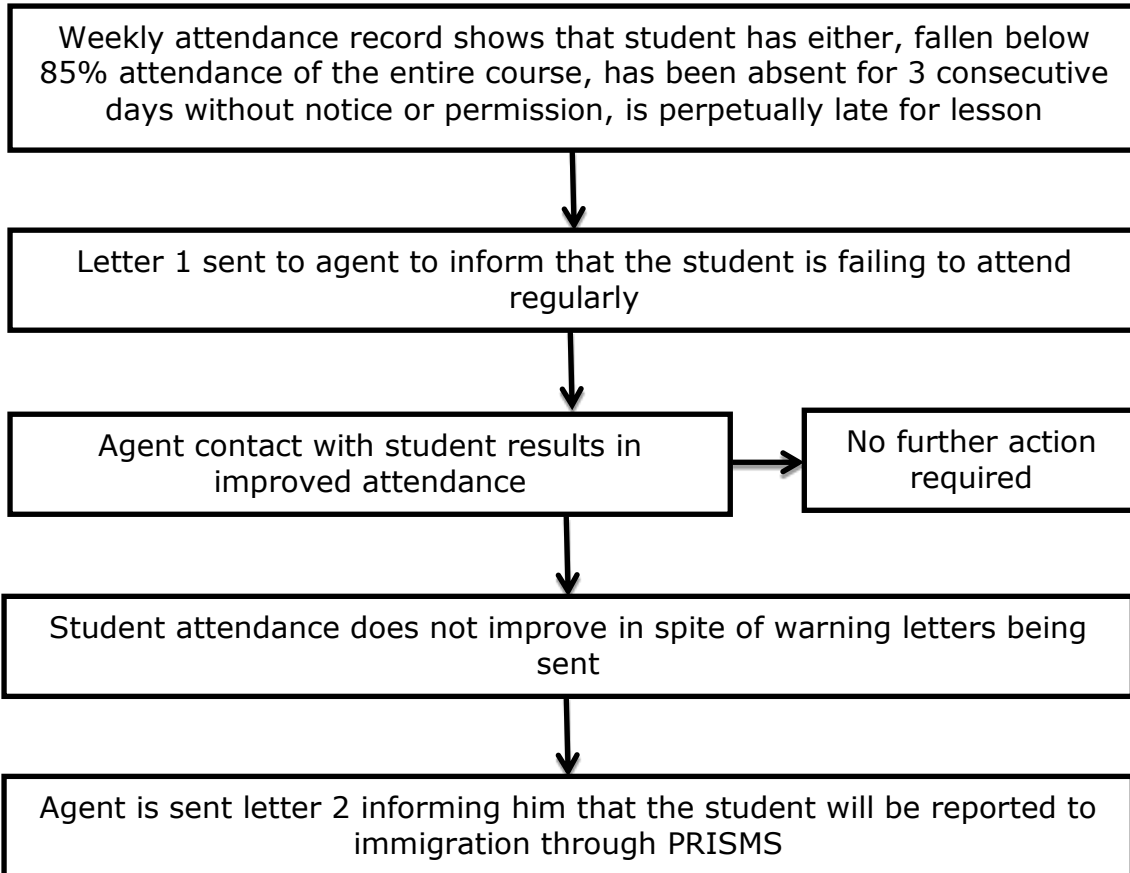 Weekly attendance record shows that student has either, fallen below
85% attendance of the entire course, has been absent for 3 consecutive
days without notice or permission, is perpetually late for lesson
Letter 1 sent to agent to inform that the student is failing to attend
regularly
Agent contact with student results in
improved attendance
No further action
required
Student attendance does not improve in spite of warning letters being
sent
Agent is sent letter 2 informing him that the student will be reported to
immigration through PRISMS